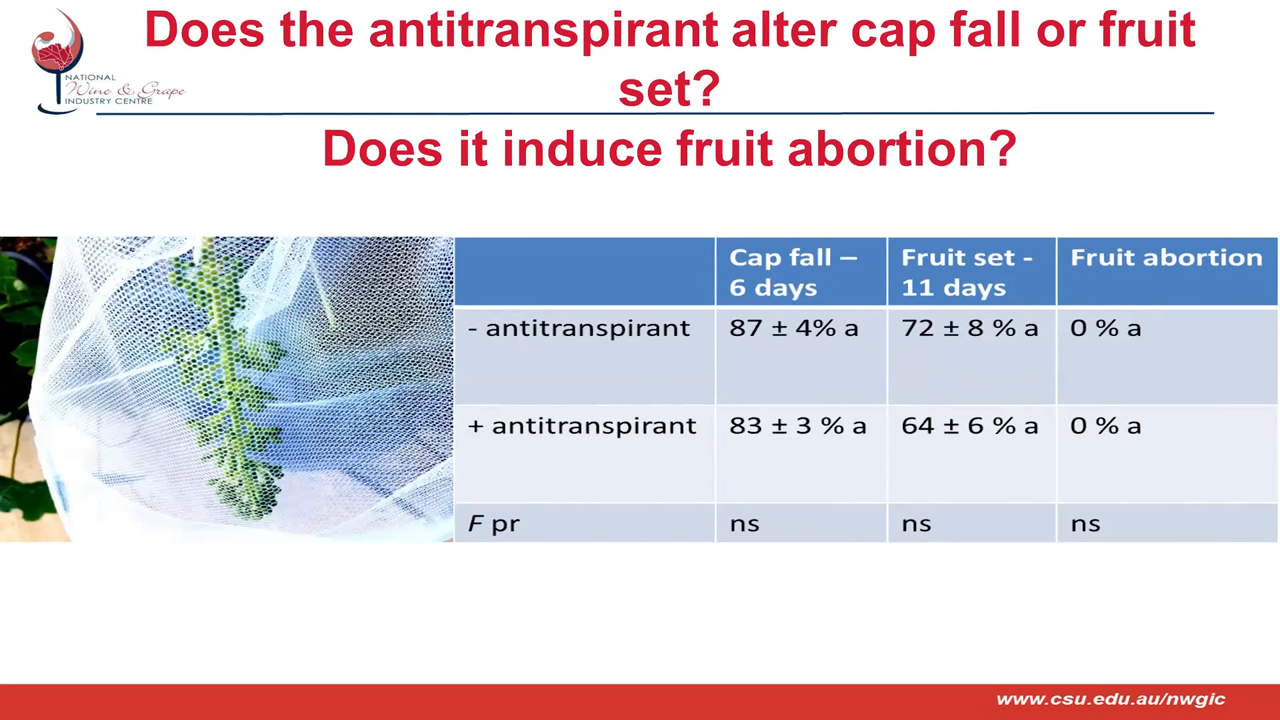 Does the antitranspirant alter cap fall or fruit
set?
Does it induce fruit abortion?
NATIONAL
Wine & Grape
INDUSTRY CENTRE
Cap fall – 6 days Fruit set - 11 days Fruit abortion
- antitranspirant 87 ± 4% a 72 ± 8 % a 0 % a
+ antitranspirant 83 ± 3 % a 64 ± 6 % a 0 % a
F pr ns ns ns
www.csu.edu.au/nwgic